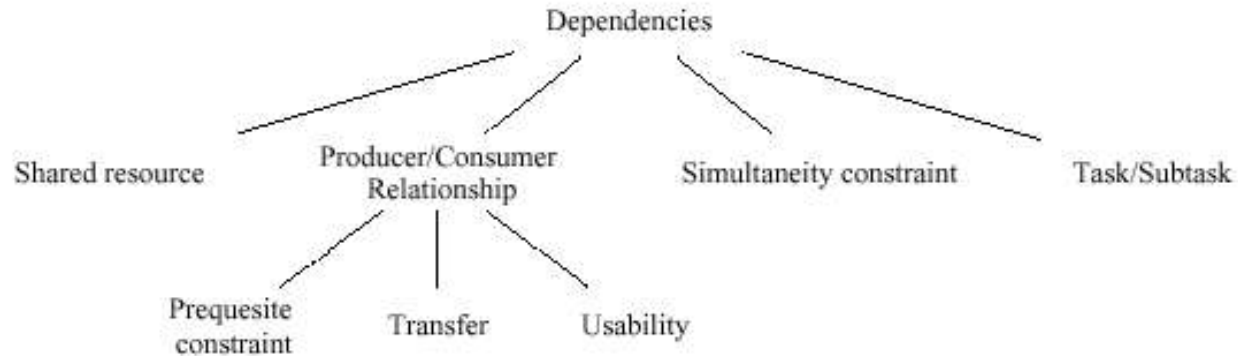 Dependencies
Shared resource
Producer/Consumer
Relationship
Simultaneity constraint
Task/Subtask
Prequesite
constraint
Transfer
Usability